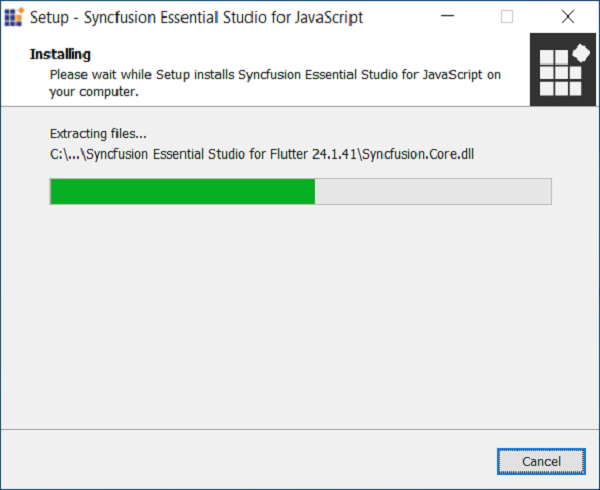 Setup - Syncfusion Essential Studio for JavaScript
Installing
Please wait while Setup installs Syncfusion Essential Studio for JavaScript on
your computer.
Extracting files...
C:\...\Syncfusion Essential Studio for Flutter 24.1.41\Syncfusion.Core.dll
Cancel